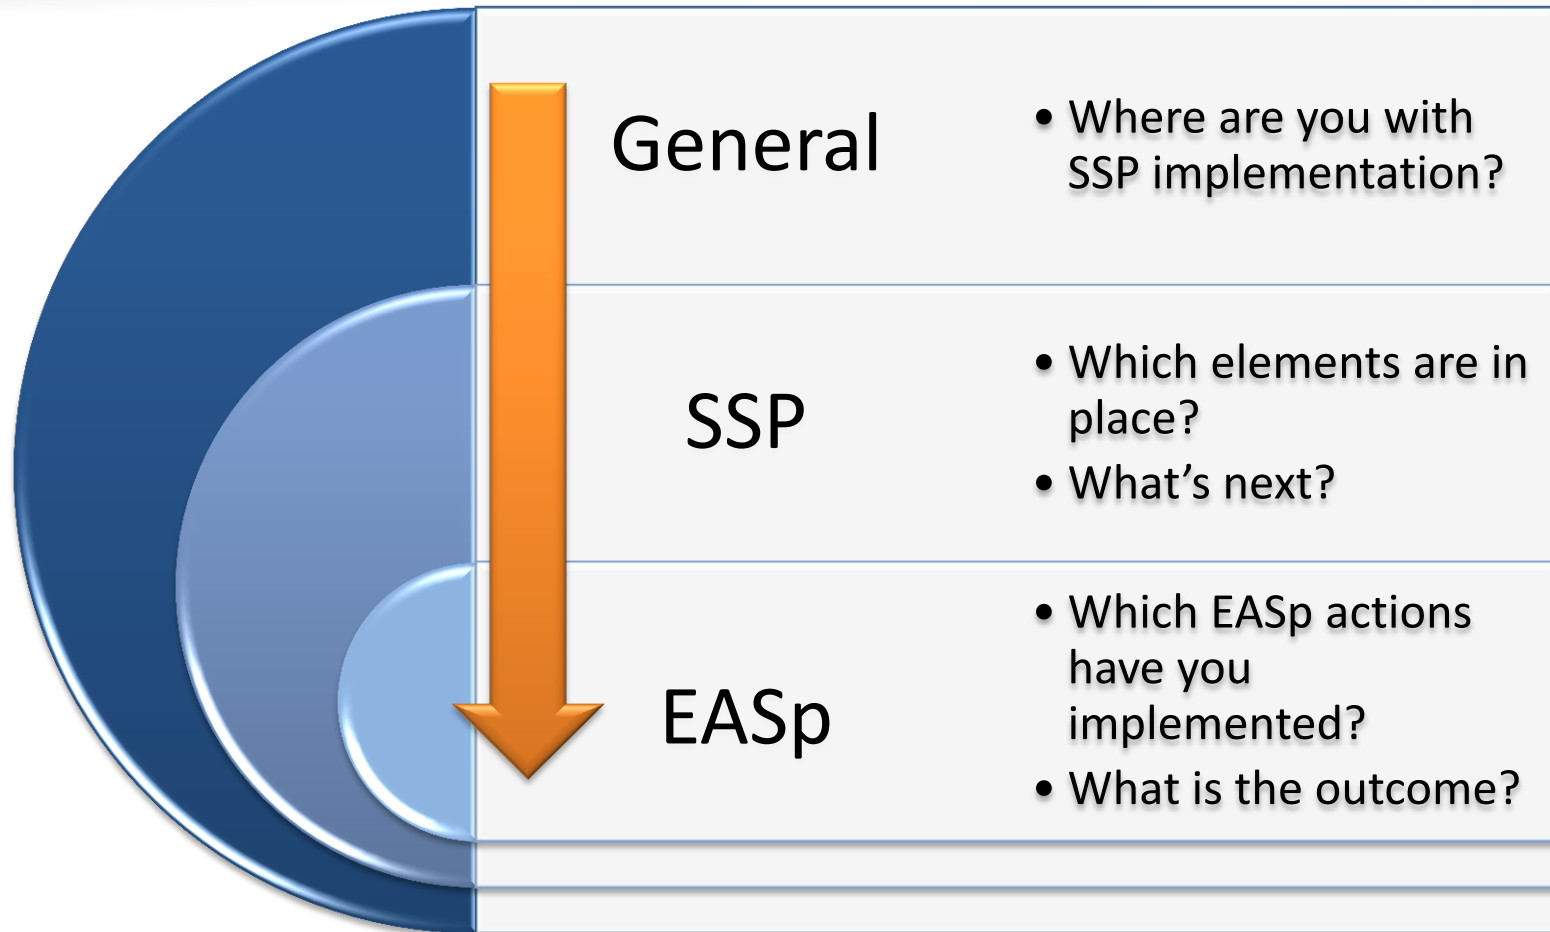 General
• Where are you with
SSP implementation?
SSP
• Which elements are in
place?
• What’s next?
EASp
• Which EASp actions
have you
implemented?
• What is the outcome?